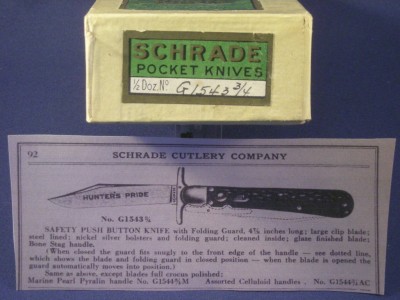 SCHRADE
POCKET KNIVES
½ Doz. No G1543 3/4
92 SCHRADE CUTLERY COMPANY
HUNTER'S PRIDE
No. G1543¾
SAFETY PUSH BUTTON KNIFE with Folding Guard, 4⅞ inches long; large clip blade;
steel lined; nickel silver bolsters and folding guard; cleaned inside; glaze finished blade;
Bone Stag handle.
(When closed the guard fits snugly to the front edge of the handle — see dotted line,
which shows the blade and folding guard in closed position — when the blade is opened the
guard automatically moves into position.)
Same as above, except blades full crocus polished:
Marine Pearl Pyralin handle No. G1544¾M Assorted Celluloid handles . No. G1544¾AC